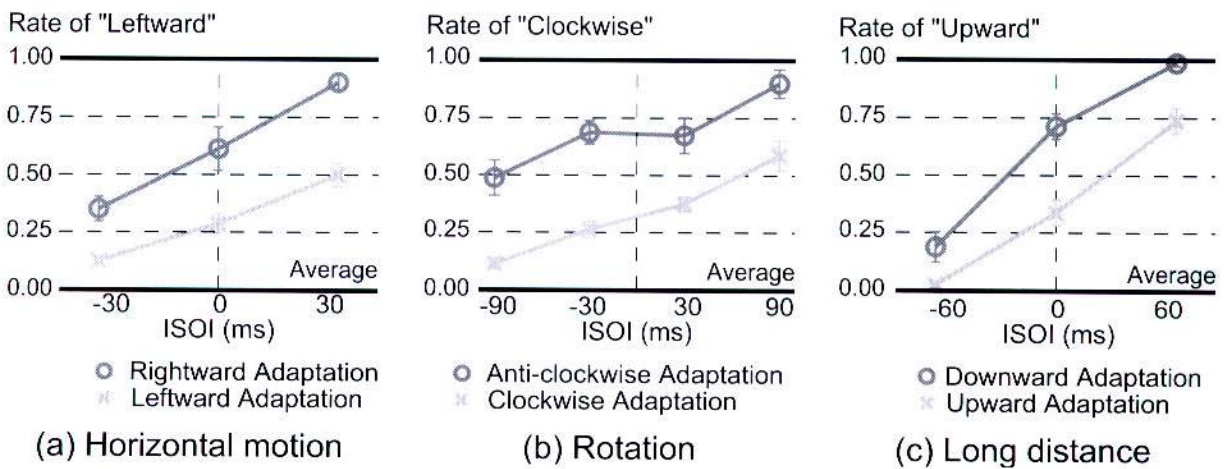 Rate of "Leftward"
1.00
0.75
0.50
0.25
0.00
Average
-30 0 30
ISOI (ms)
Rightward Adaptation
Leftward Adaptation
(a) Horizontal motion
Rate of "Clockwise"
1.00
0.75
0.50
0.25
0.00
Average
-90 -30 30 90
ISOI (ms)
Anti-clockwise Adaptation
Clockwise Adaptation
(b) Rotation
Rate of "Upward"
1.00
0.75
0.50
0.25
0.00
Average
-60 0 60
ISOI (ms)
Downward Adaptation
Upward Adaptation
(c) Long distance